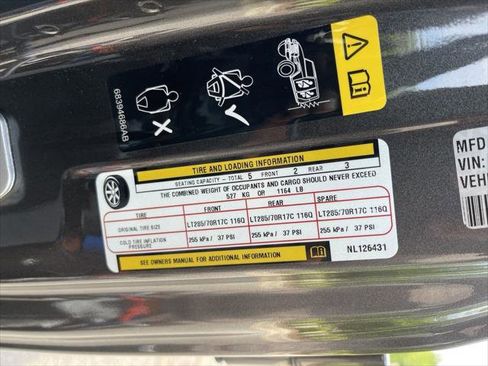 68394686AB
TIRE AND LOADING INFORMATION
SEATING CAPACITY - TOTAL 5 FRONT 2 REAR 3
THE COMBINED WEIGHT OF OCCUPANTS AND CARGO SHOULD NEVER EXCEED
527 KG OR 1164 LB
TIRE FRONT REAR SPARE
ORIGINAL TIRE SIZE LT285/70R17C 116Q LT285/70R17C 116Q LT285/70R17C 116Q
COLD TIRE INFLATION PRESSURE 255 kPa / 37 PSI 255 kPa / 37 PSI 255 kPa / 37 PSI
SEE OWNERS MANUAL FOR ADDITIONAL INFORMATION
NL126431
MFD
VIN:
VEHI